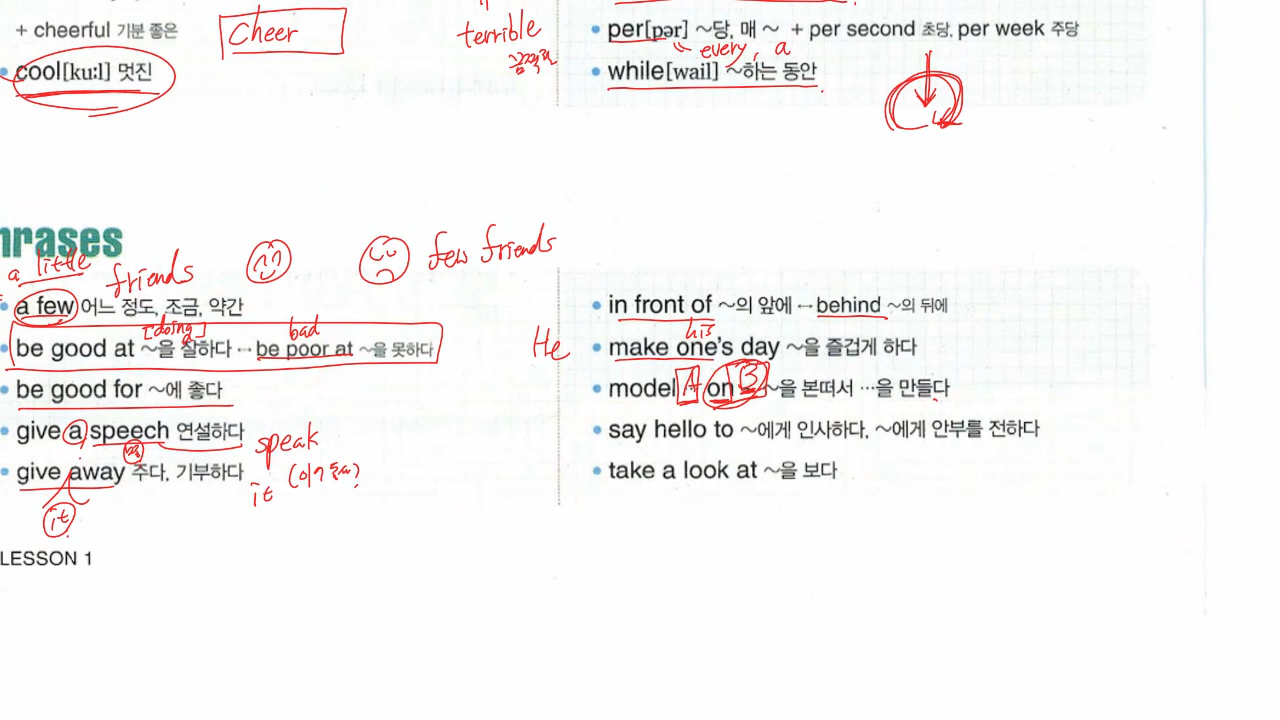 + cheerful 기분 좋은
cheer
terrible
끔찍한
cool[ku:l] 멋진
per[pər] ~당, 매 ~ + per second 초당, per week 주당
every, a
while[wail] ~하는 동안
hrases
a little friends
few friends
a few 어느 정도, 조금, 약간
[doing]
bad
be good at ~을 잘하다 ↔ be poor at ~을 못하다
be good for ~에 좋다
give a speech 연설하다
speak
give away 주다, 기부하다
it
it
LESSON 1
in front of ~의 앞에 ↔ behind ~의 뒤에
his
He
make one's day ~을 즐겁게 하다
model A on B ~을 본떠서 …을 만들다
say hello to ~에게 인사하다, ~에게 안부를 전하다
take a look at ~을 보다